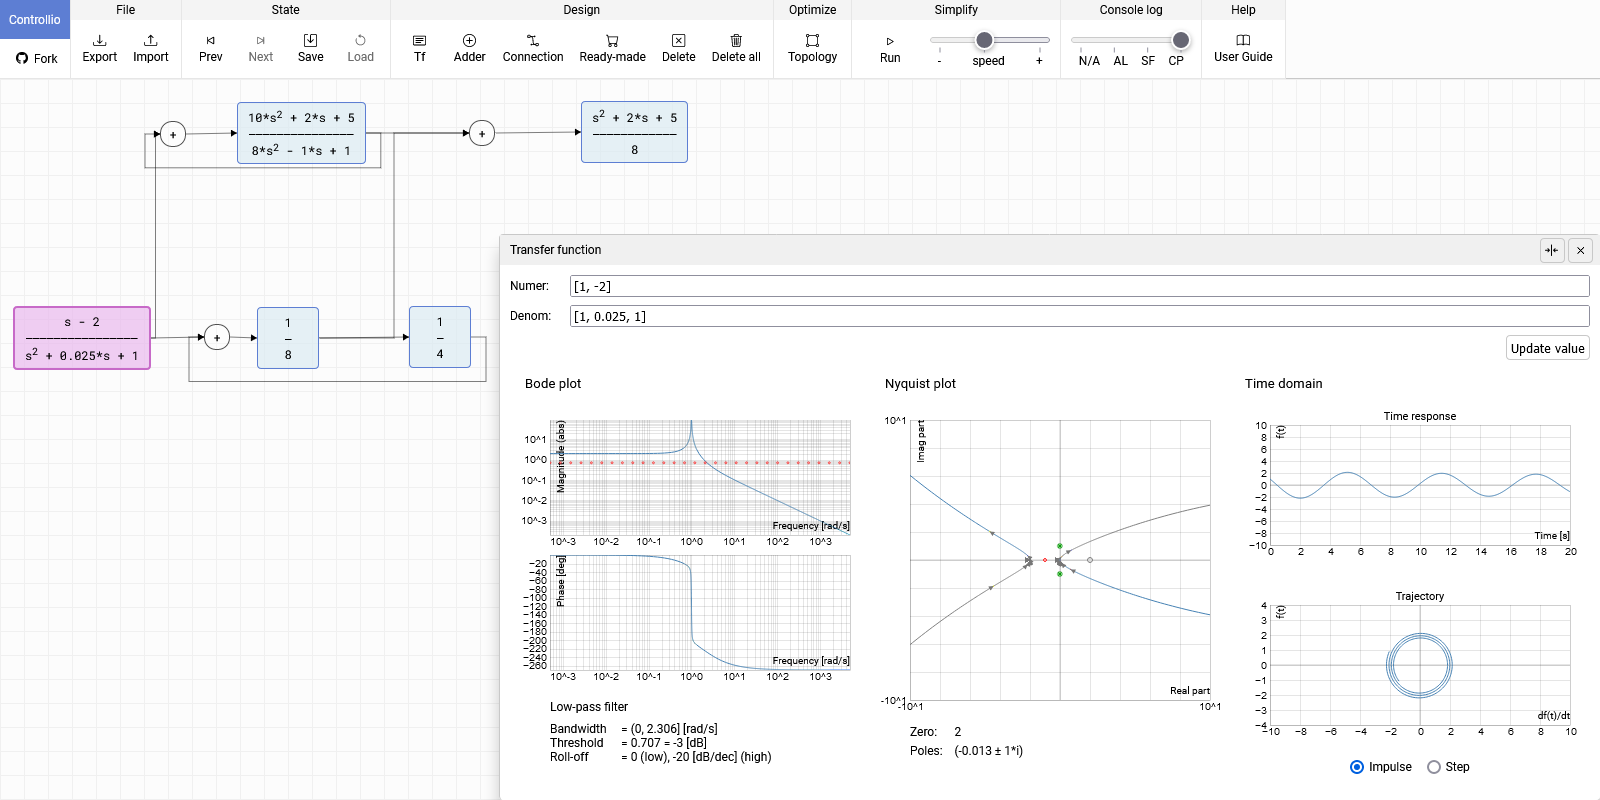 Controllio
File
State
Design
Optimize
Simplify
Console log
Help
Fork
Export
Import
Prev
Next
Save
Load
Tf
Adder
Connection
Ready-made
Delete
Delete all
Topology
Run
-
speed
+
N/A
AL
SF
CP
User Guide
+
10*s² + 2*s + 5
8*s² - 1*s + 1
+
s² + 2*s + 5
8
s - 2
s² + 0.025*s + 1
+
1
8
1
4
Transfer function
Numer: [1, -2]
Denom: [1, 0.025, 1]
Update value
Bode plot
Nyquist plot
Time domain
Magnitude (abs)
10^1
10^0
10^-1
10^-2
10^-3
Frequency [rad/s]
10^-3 10^-2 10^-1 10^0 10^1 10^2 10^3
Phase [deg]
−20
−40
−60
−80
−100
−120
−140
−160
−180
−200
−220
−240
−260
Frequency [rad/s]
10^-3 10^-2 10^-1 10^0 10^1 10^2 10^3
Low-pass filter
Bandwidth = (0, 2.306] [rad/s]
Threshold = 0.707 = -3 [dB]
Roll-off = 0 (low), -20 [dB/dec] (high)
10^1
Imag part
Real part
-10^1
-10^1 10^1
Zero: 2
Poles: (-0.013 ± 1*i)
Time response
f(t)
10
8
6
4
2
0
−2
−4
−6
−8
−10
Time [s]
0 2 4 6 8 10 12 14 16 18 20
Trajectory
f(t)
4
3
2
1
0
−1
−2
−3
−4
df(t)/dt
−10 −8 −6 −4 −2 0 2 4 6 8 10
Impulse
Step